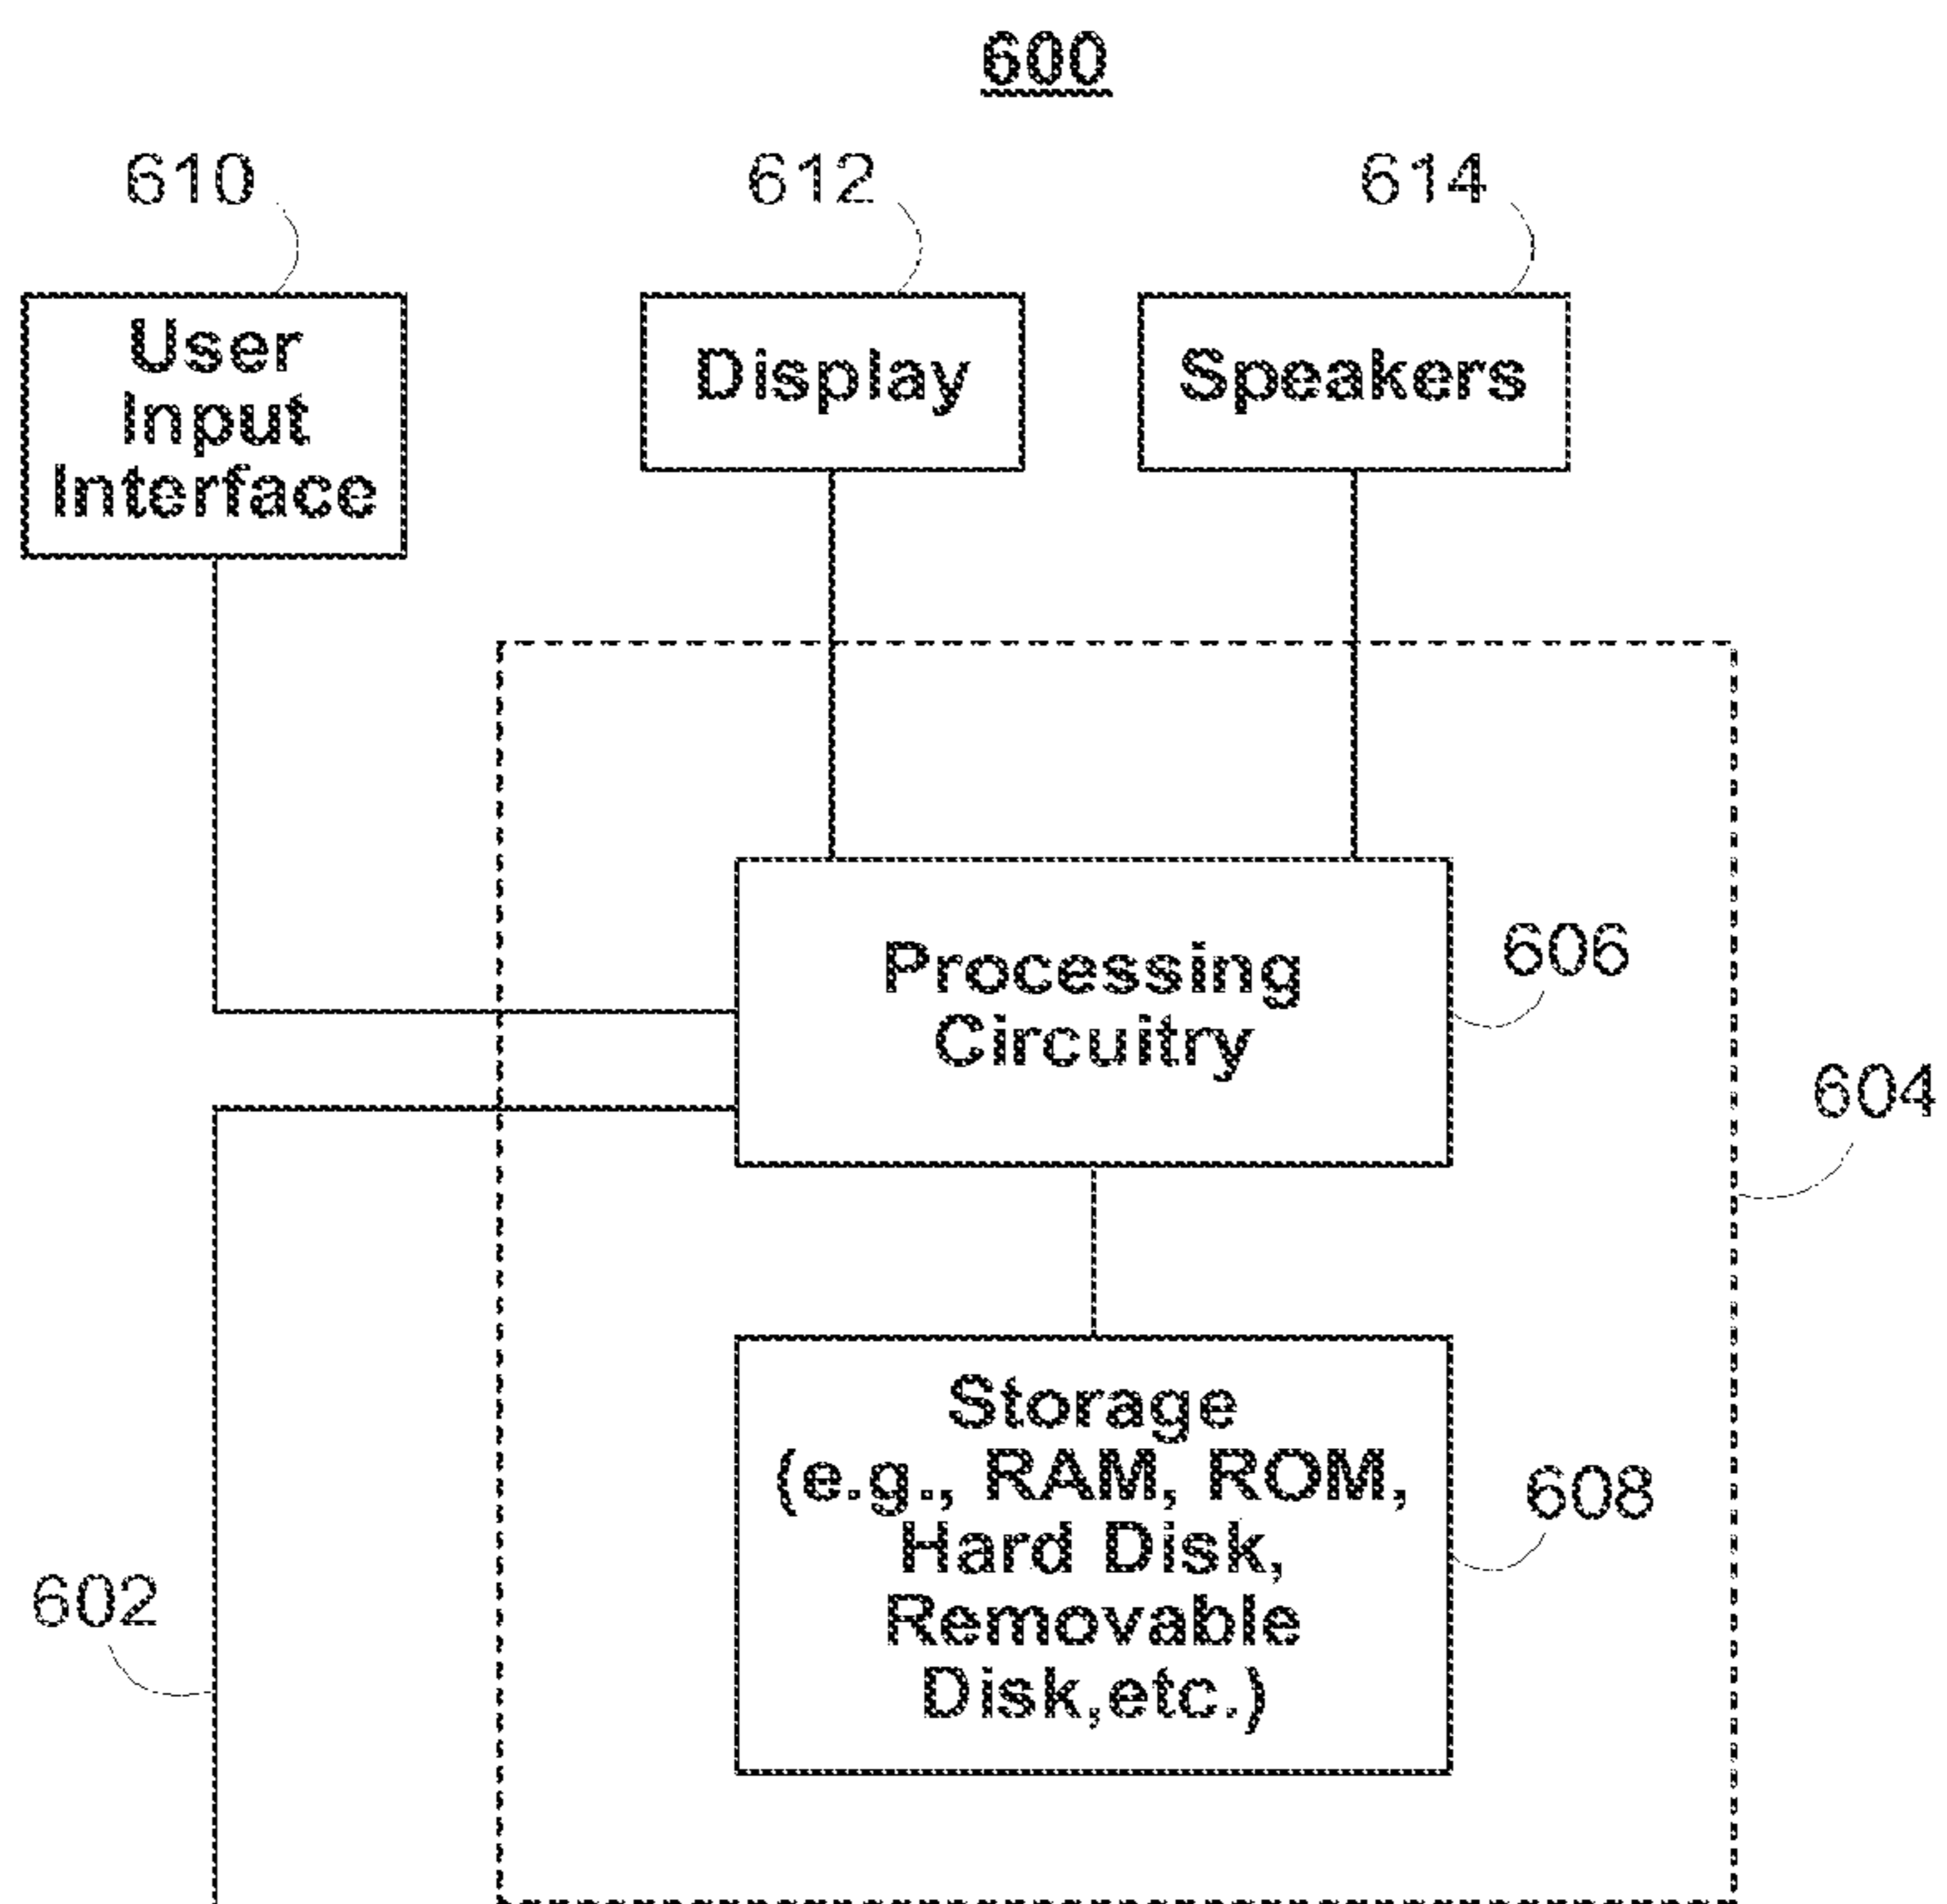 600
610
612
614
User
Input
Interface
Display
Speakers
Processing
Circuitry
606
604
Storage
(e.g., RAM, ROM,
Hard Disk,
Removable
Disk,etc.)
608
602